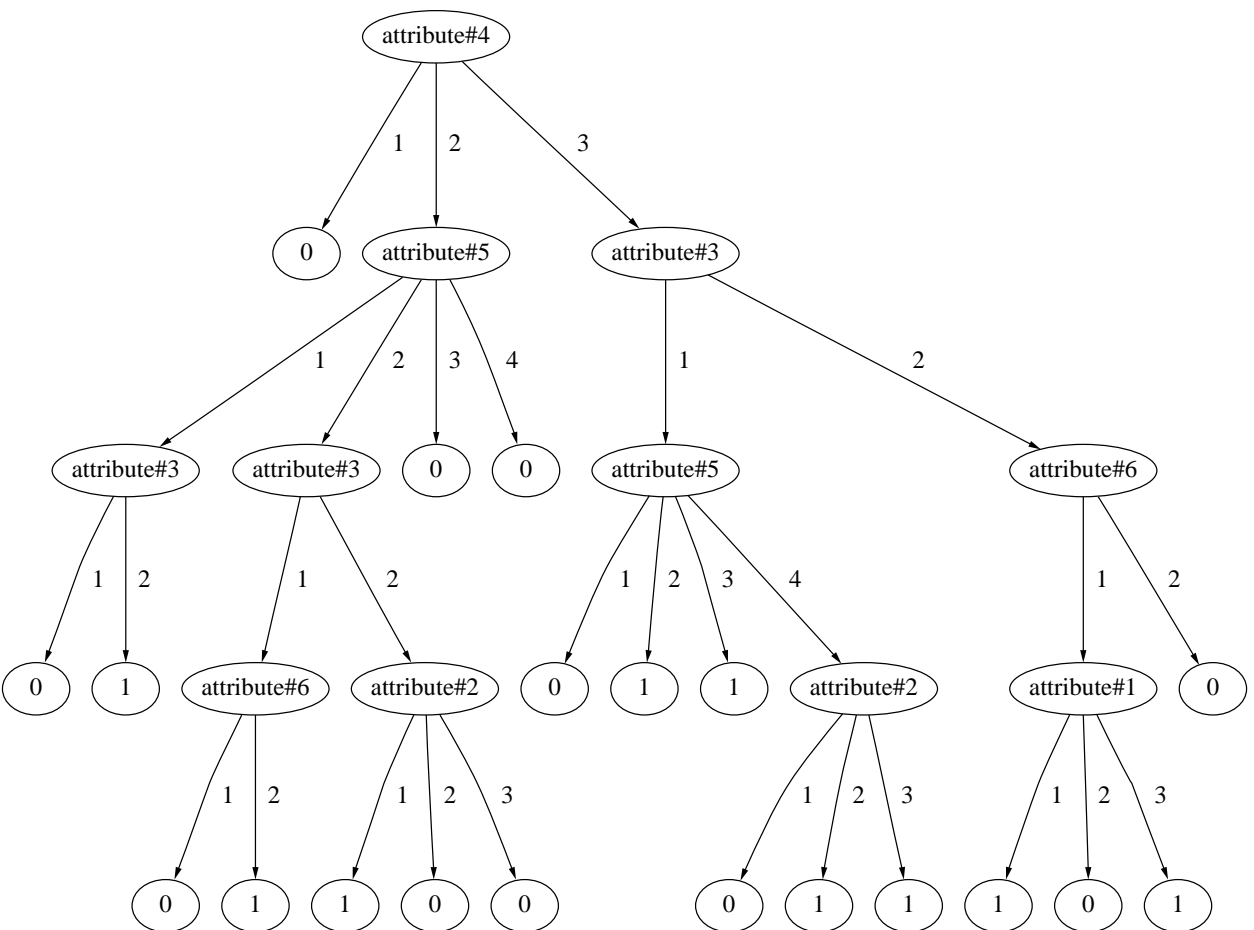 attribute#4
1 2 3
0 attribute#5 attribute#3
1 2 3 4 1 2
attribute#3 attribute#3 0 0 attribute#5 attribute#6
1 2 1 2 1 2 3 4 1 2
0 1 attribute#6 attribute#2 0 1 1 attribute#2 attribute#1 0
1 2 1 2 3 1 2 3 1 2 3
0 1 1 0 0 0 1 1 1 0 1